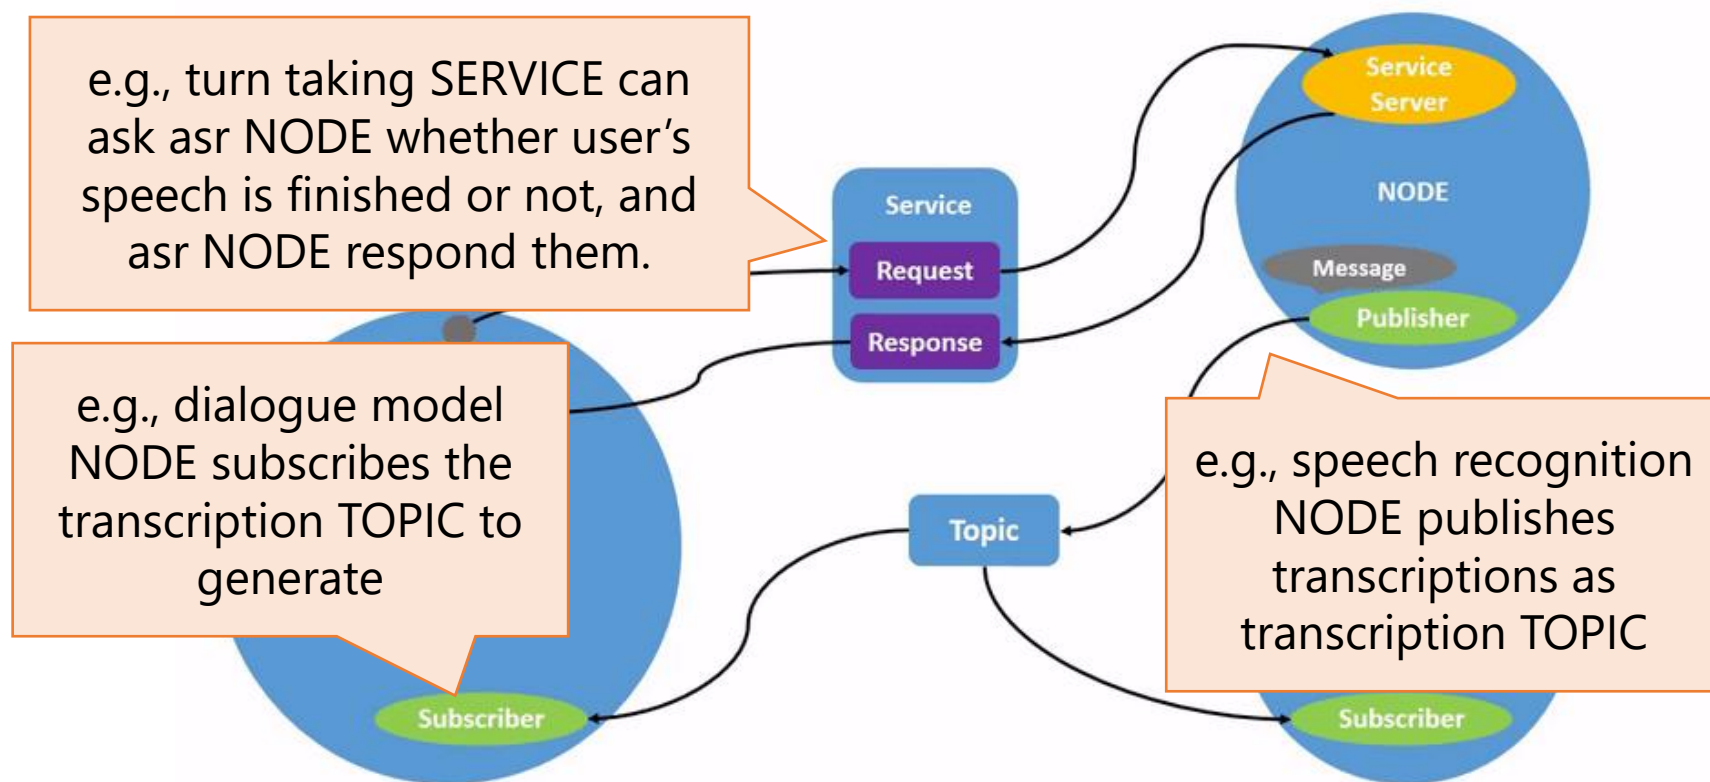 e.g., turn taking SERVICE can
ask asr NODE whether user’s
speech is finished or not, and
asr NODE respond them.
Service
Server
NODE
Service
Request
Message
Publisher
Response
e.g., dialogue model
NODE subscribes the
transcription TOPIC to
generate
e.g., speech recognition
NODE publishes
transcriptions as
transcription TOPIC
Topic
Subscriber
Subscriber